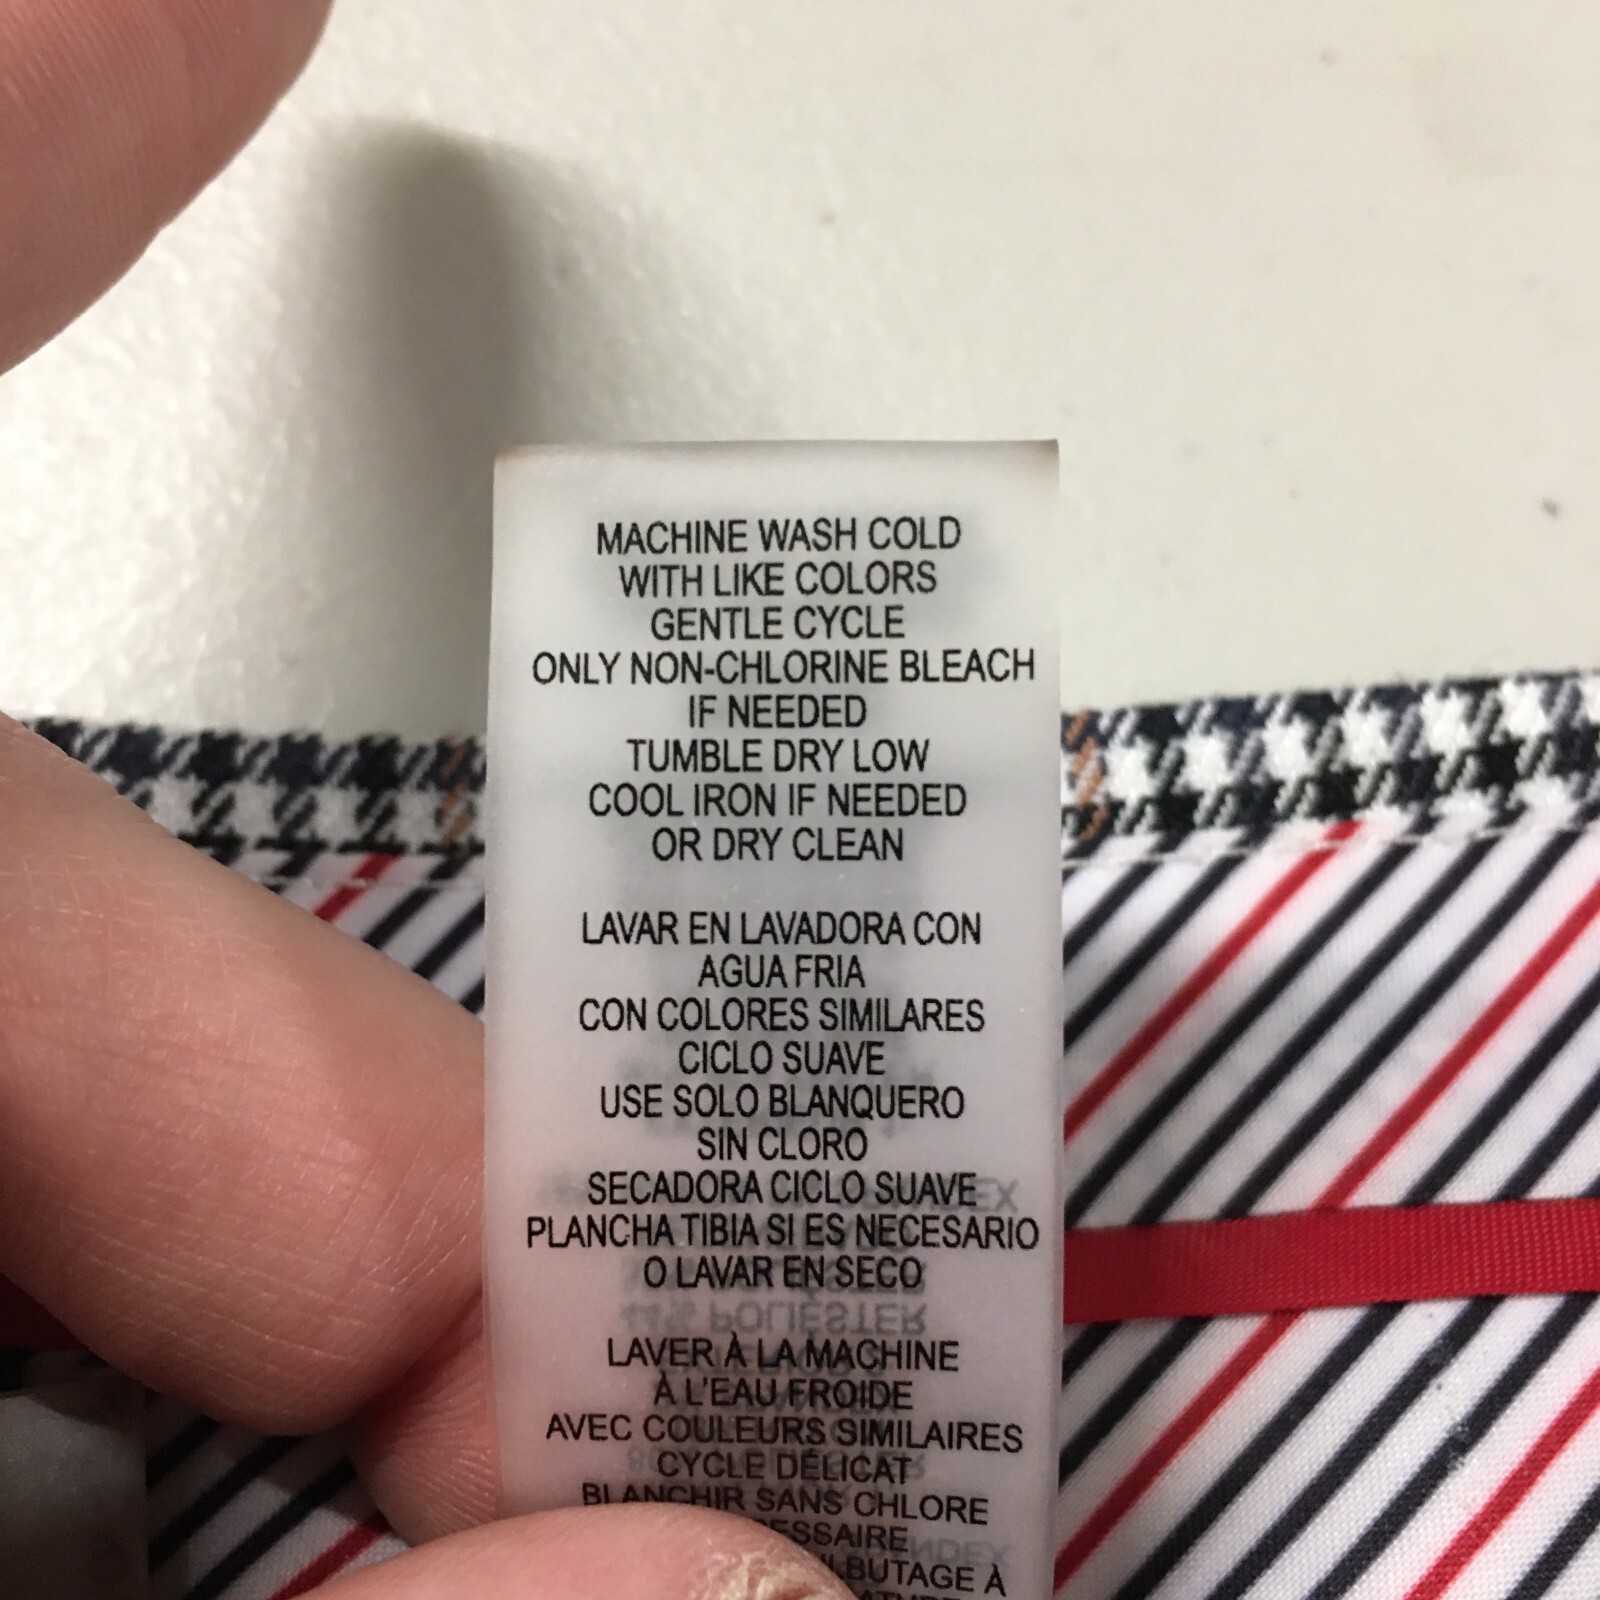 MACHINE WASH COLD
WITH LIKE COLORS
GENTLE CYCLE
ONLY NON-CHLORINE BLEACH
IF NEEDED
TUMBLE DRY LOW
COOL IRON IF NEEDED
OR DRY CLEAN
LAVAR EN LAVADORA CON
AGUA FRIA
CON COLORES SIMILARES
CICLO SUAVE
USE SOLO BLANQUERO
SIN CLORO
SECADORA CICLO SUAVE
PLANCHA TIBIA SI ES NECESARIO
O LAVAR EN SECO
44% POLIÉSTER
LAVER À LA MACHINE
À L'EAU FROIDE
AVEC COULEURS SIMILAIRES
CYCLE DÉLICAT
BLANCHIR SANS CHLORE
À